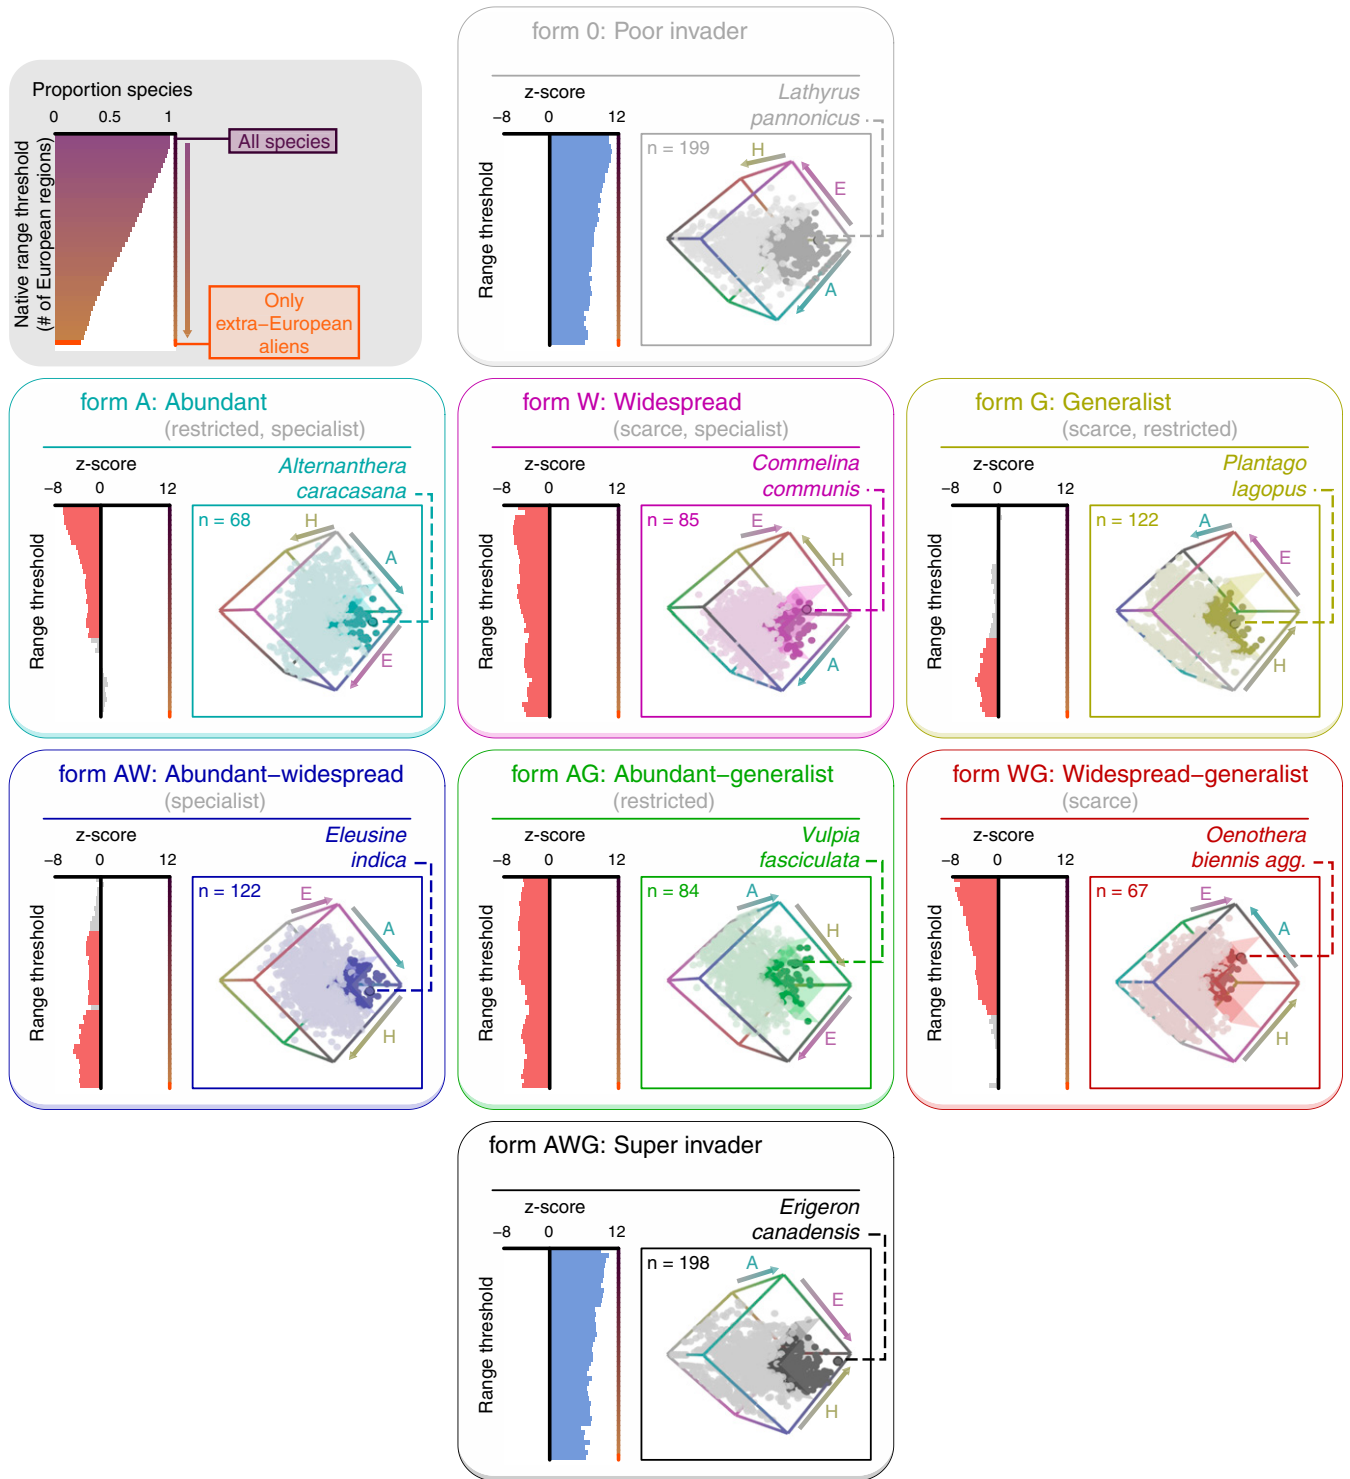 form 0: Poor invader
z-score
-8 0 12
Range threshold
Lathyrus
pannonicus
n = 199
H
E
A
Proportion species
0 0.5 1
Native range threshold
(# of European regions)
All species
Only
extra-European
aliens
form A: Abundant
(restricted, specialist)
z-score
-8 0 12
Range threshold
Alternanthera
caracasana
n = 68
H
A
E
form W: Widespread
(scarce, specialist)
z-score
-8 0 12
Range threshold
Commelina
communis
n = 85
E
H
A
form G: Generalist
(scarce, restricted)
z-score
-8 0 12
Range threshold
Plantago
lagopus
n = 122
A
E
H
form AW: Abundant-widespread
(specialist)
z-score
-8 0 12
Range threshold
Eleusine
indica
n = 122
E
A
H
form AG: Abundant-generalist
(restricted)
z-score
-8 0 12
Range threshold
Vulpia
fasciculata
n = 84
A
H
E
form WG: Widespread-generalist
(scarce)
z-score
-8 0 12
Range threshold
Oenothera
biennis agg.
n = 67
E
A
H
form AWG: Super invader
z-score
-8 0 12
Range threshold
Erigeron
canadensis
n = 198
A
E
H